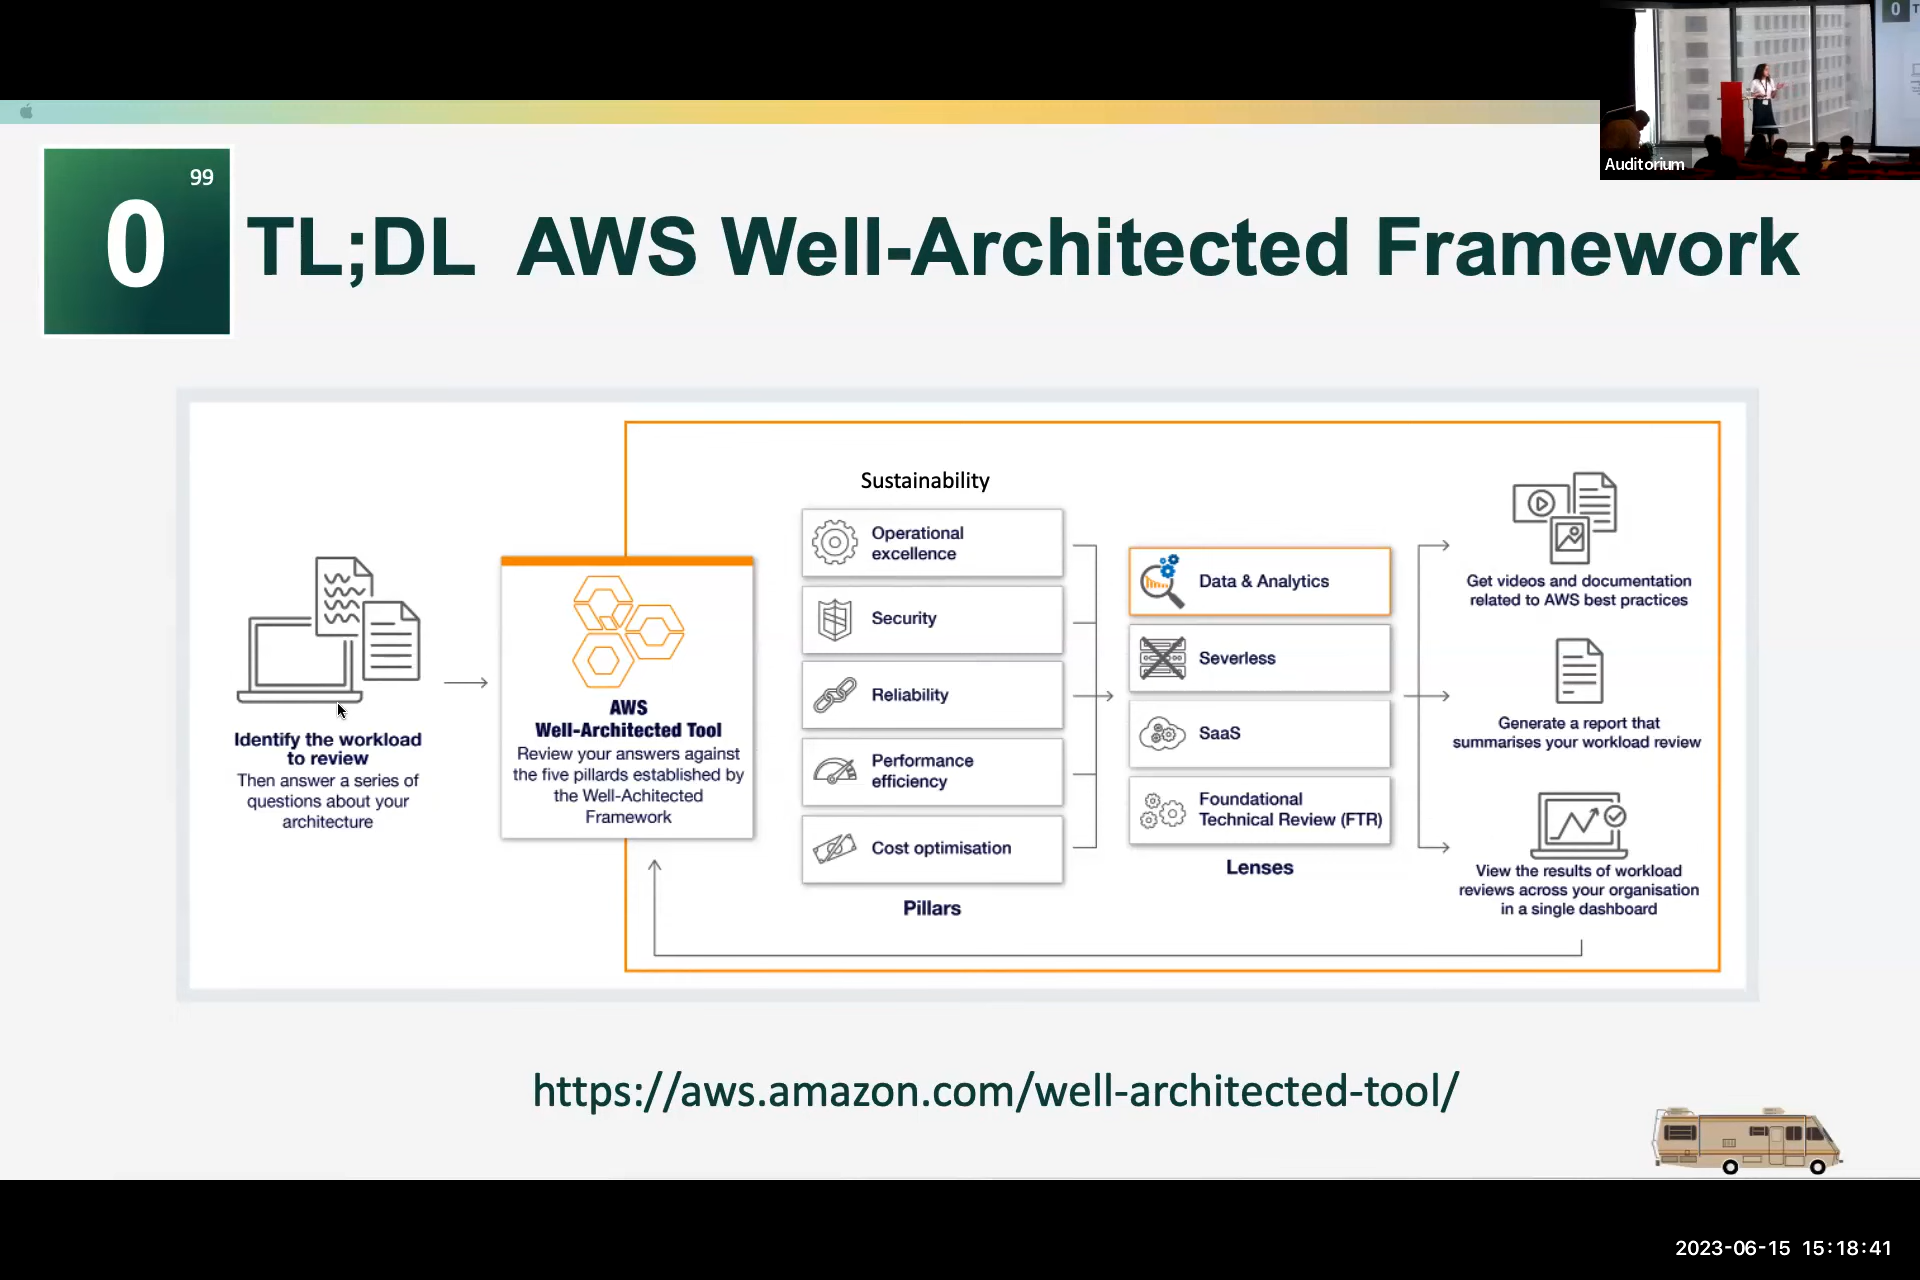 0 T
Auditorium
99
0
TL;DL AWS Well-Architected Framework
Identify the workload
to review
Then answer a series of
questions about your
architecture
AWS
Well-Architected Tool
Review your answers against
the five pillards established by
the Well-Achitected
Framework
Sustainability
Operational
excellence
Security
Reliability
Performance
efficiency
Cost optimisation
Pillars
Data & Analytics
Severless
SaaS
Foundational
Technical Review (FTR)
Lenses
Get videos and documentation
related to AWS best practices
Generate a report that
summarises your workload review
View the results of workload
reviews across your organisation
in a single dashboard
https://aws.amazon.com/well-architected-tool/
2023-06-15 15:18:41